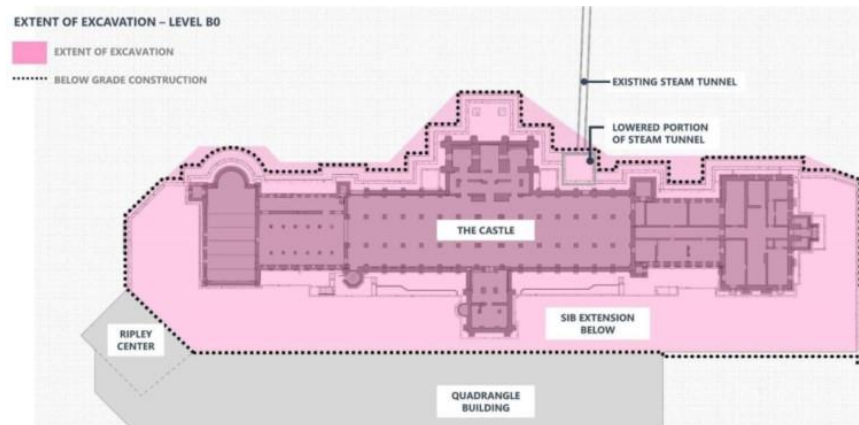 EXTENT OF EXCAVATION – LEVEL B0
EXTENT OF EXCAVATION
BELOW GRADE CONSTRUCTION
EXISTING STEAM TUNNEL
LOWERED PORTION
OF STEAM TUNNEL
THE CASTLE
SIB EXTENSION
BELOW
RIPLEY
CENTER
QUADRANGLE
BUILDING